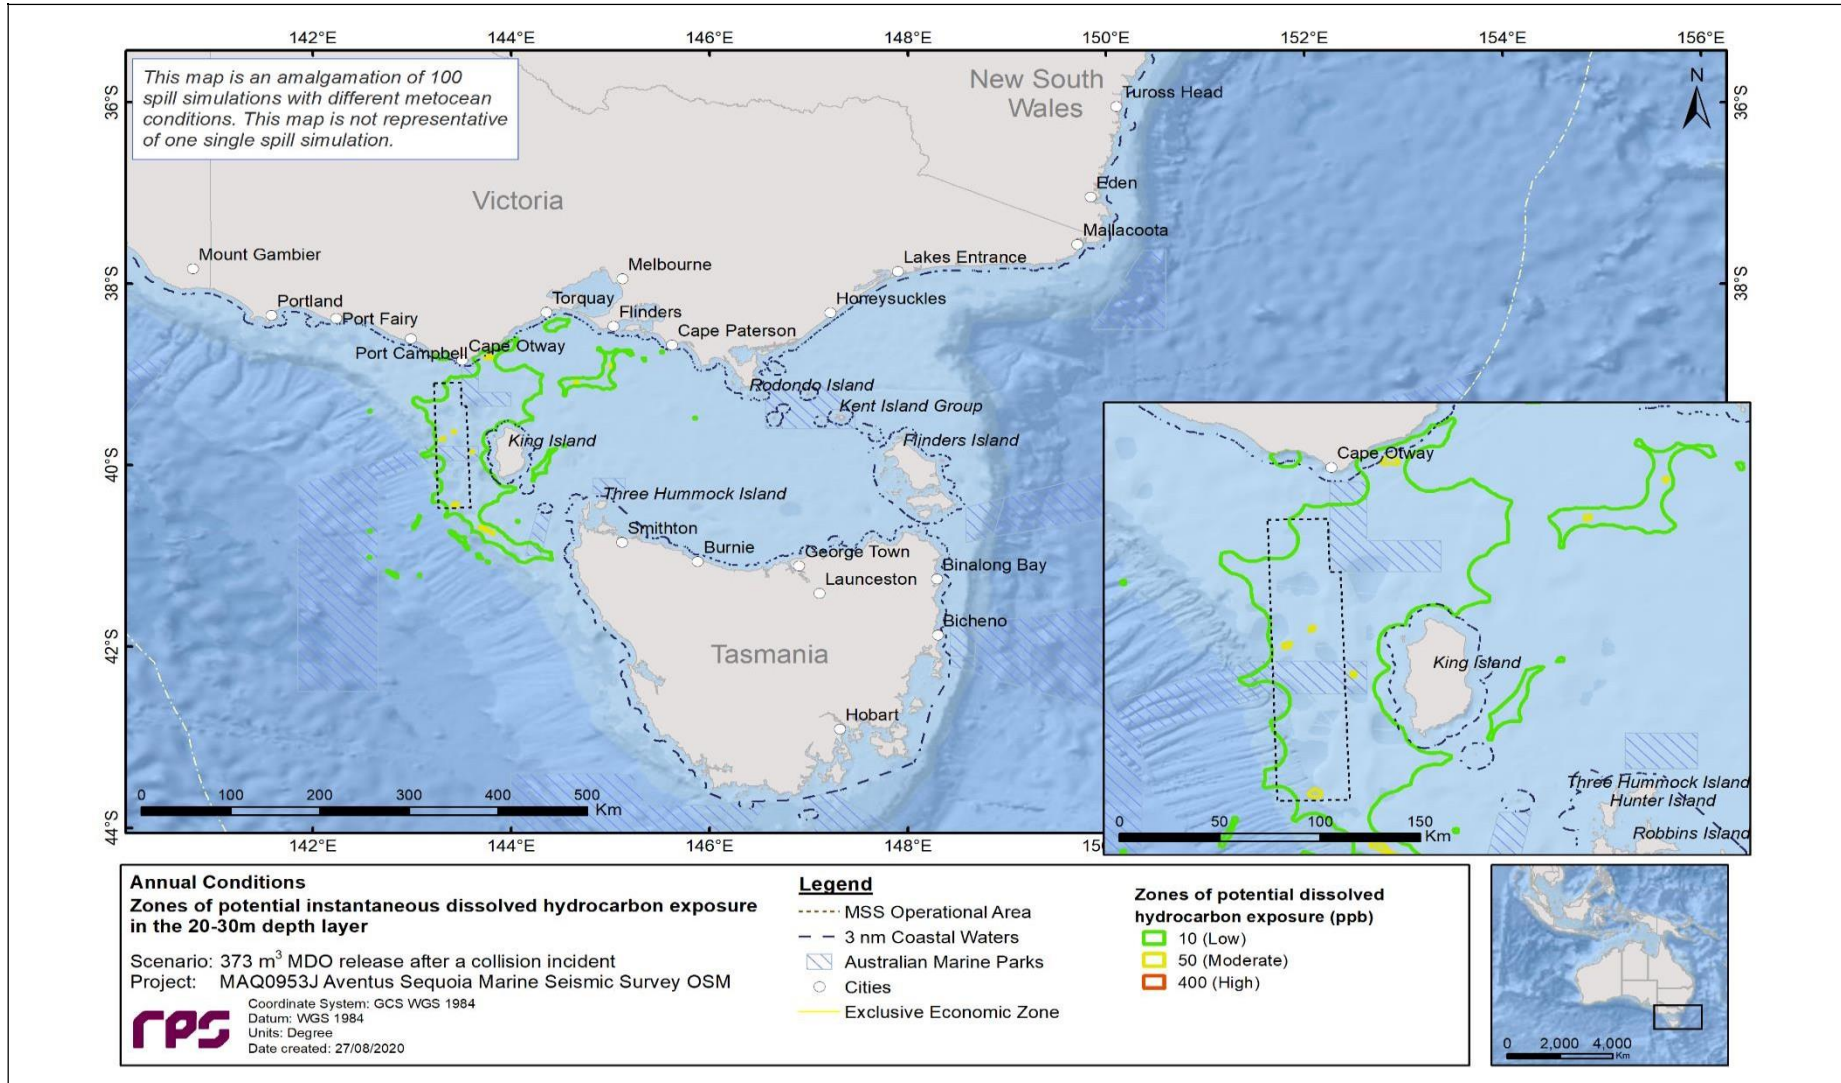 142°E 144°E 146°E 148°E 150°E 152°E 154°E 156°E
This map is an amalgamation of 100
spill simulations with different metocean
conditions. This map is not representative
of one single spill simulation.
N
36°S
36°S
New South
Wales
Tuross Head
Victoria
Eden
Mallacoota
Mount Gambier
Melbourne
Lakes Entrance
38°S
38°S
Portland
Torquay
Honeysuckles
Port Fairy
Flinders
Cape Paterson
Port Campbell
Cape Otway
Rodondo Island
Kent Island Group
King Island
Flinders Island
40°S
Three Hummock Island
Smithton
Burnie
George Town
Launceston
Binalong Bay
Bicheno
42°S
Tasmania
Hobart
0 100 200 300 400 500
Km
44°S
142°E 144°E 146°E 148°E
Cape Otway
King Island
Three Hummock Island
Hunter Island
Robbins Island
0 50 100 150
Km
Annual Conditions
Zones of potential instantaneous dissolved hydrocarbon exposure
in the 20-30m depth layer
Scenario: 373 m³ MDO release after a collision incident
Project: MAQ0953J Aventus Sequoia Marine Seismic Survey OSM
rps
Coordinate System: GCS WGS 1984
Datum: WGS 1984
Units: Degree
Date created: 27/08/2020
Legend
MSS Operational Area
3 nm Coastal Waters
Australian Marine Parks
Cities
Exclusive Economic Zone
Zones of potential dissolved
hydrocarbon exposure (ppb)
10 (Low)
50 (Moderate)
400 (High)
0 2,000 4,000
Km